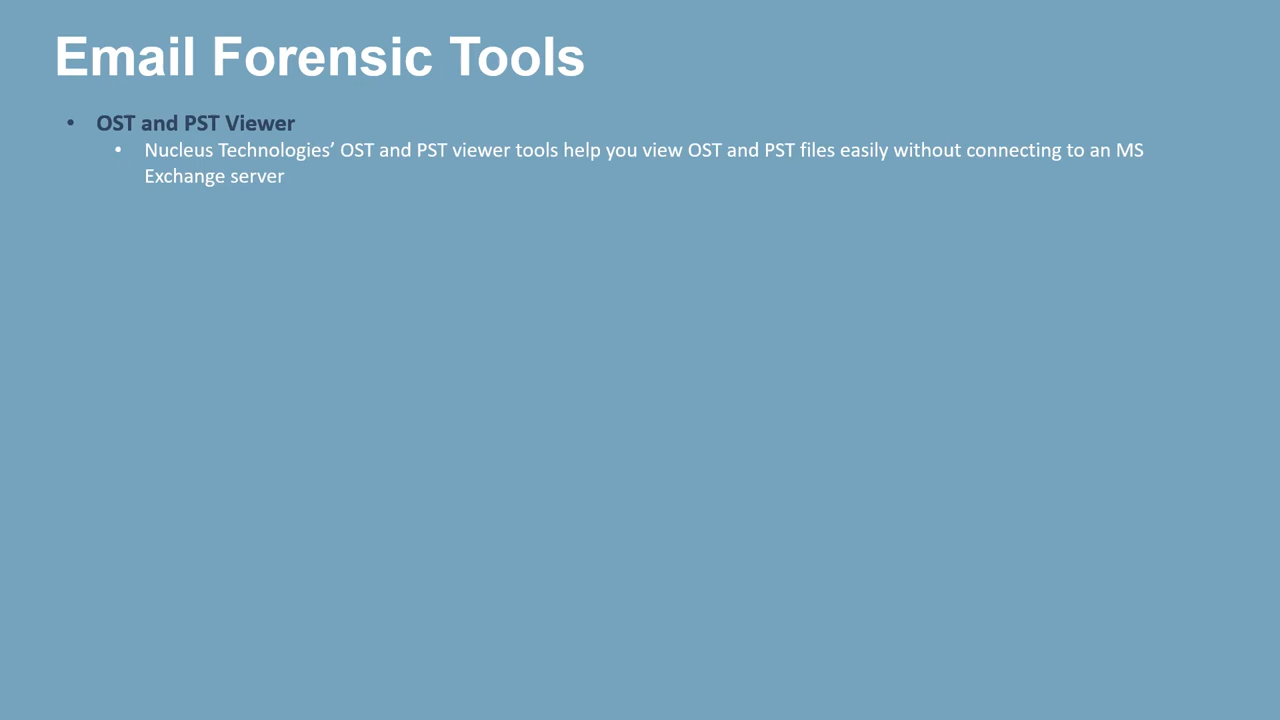 Email Forensic Tools
• OST and PST Viewer
• Nucleus Technologies’ OST and PST viewer tools help you view OST and PST files easily without connecting to an MS
Exchange server